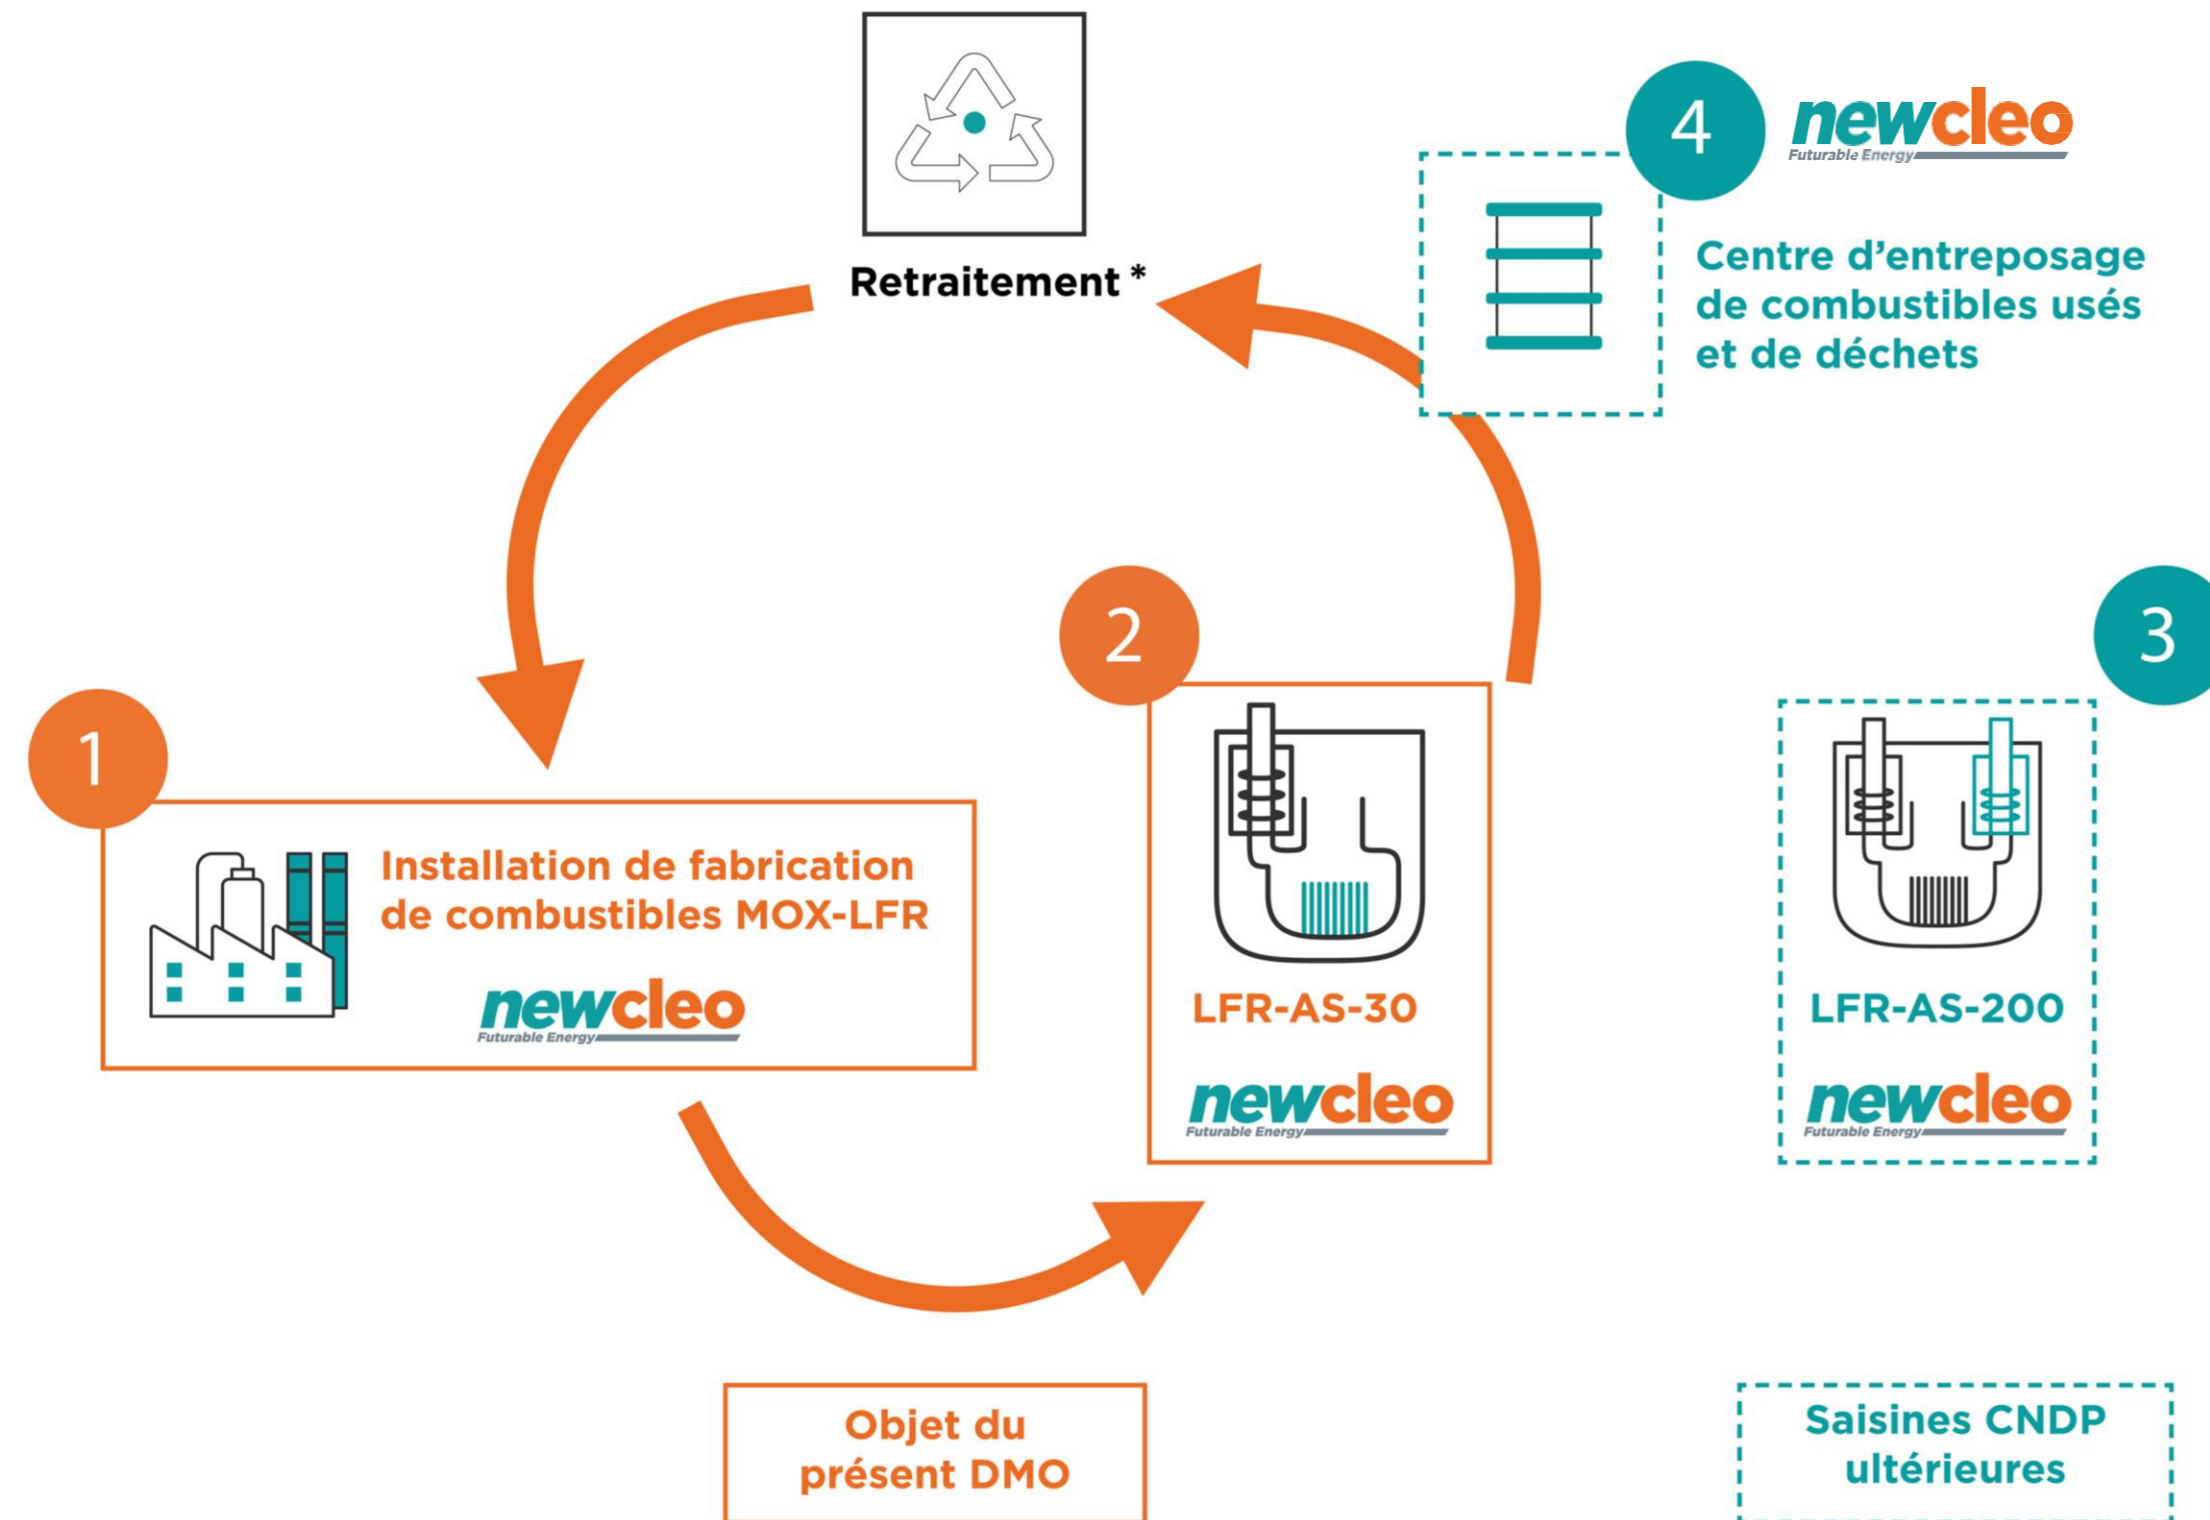 4
newcleo
Futurable Energy
Centre d'entreposage
de combustibles usés
et de déchets
Retraitement *
2
3
1
Installation de fabrication
de combustibles MOX-LFR
newcleo
Futurable Energy
LFR-AS-30
newcleo
Futurable Energy
LFR-AS-200
newcleo
Futurable Energy
Objet du
présent DMO
Saisines CNDP
ultérieures